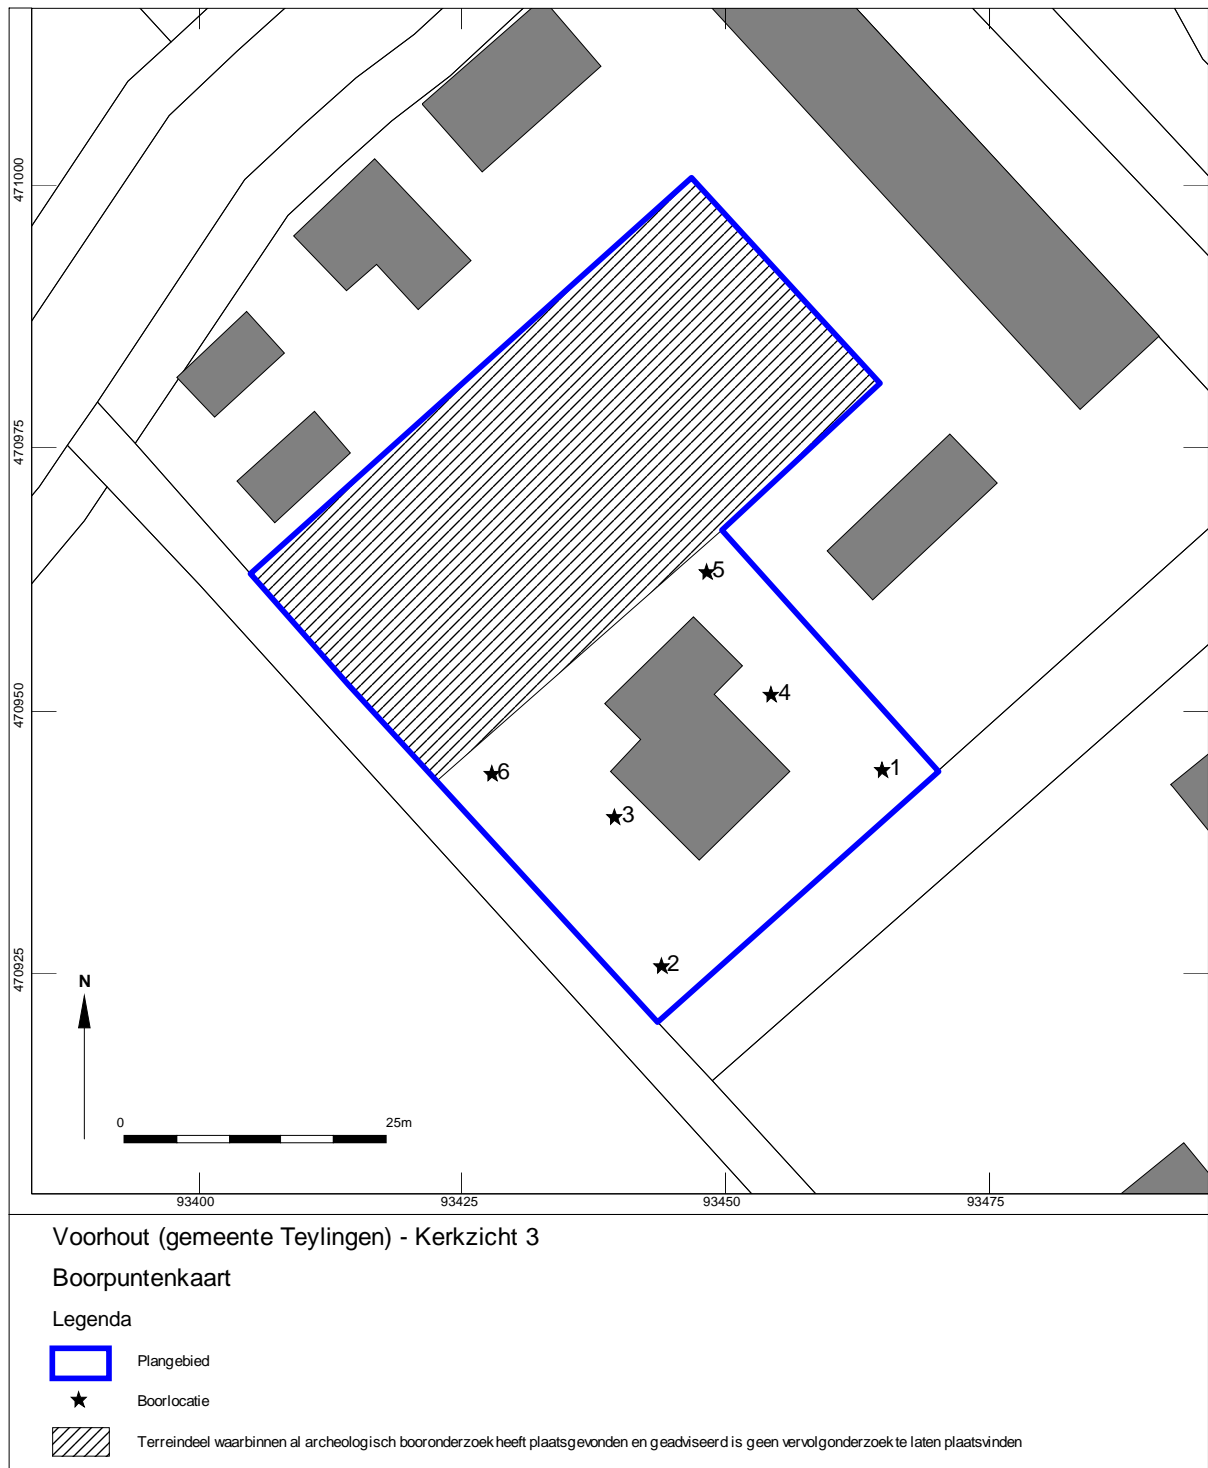 471000
470975
470950
470925
5
4
1
6
3
2
N
0 25m
93400 93425 93450 93475
Voorhout (gemeente Teylingen) - Kerkzicht 3
Boorpuntenkaart
Legenda
Plangebied
Boorlocatie
Terreindeel waarbinnen al archeologisch booronderzoek heeft plaatsgevonden en geadviseerd is geen vervolgonderzoek te laten plaatsvinden